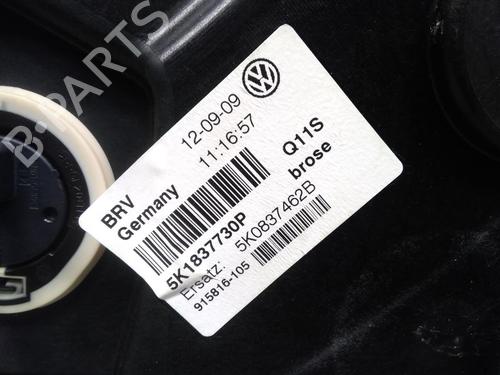 12-09-09
11:16:57
BRV
Germany
Q11S
brose
5K1837730P
Ersatz: 5K0837462B
915816-105
B-PARTS